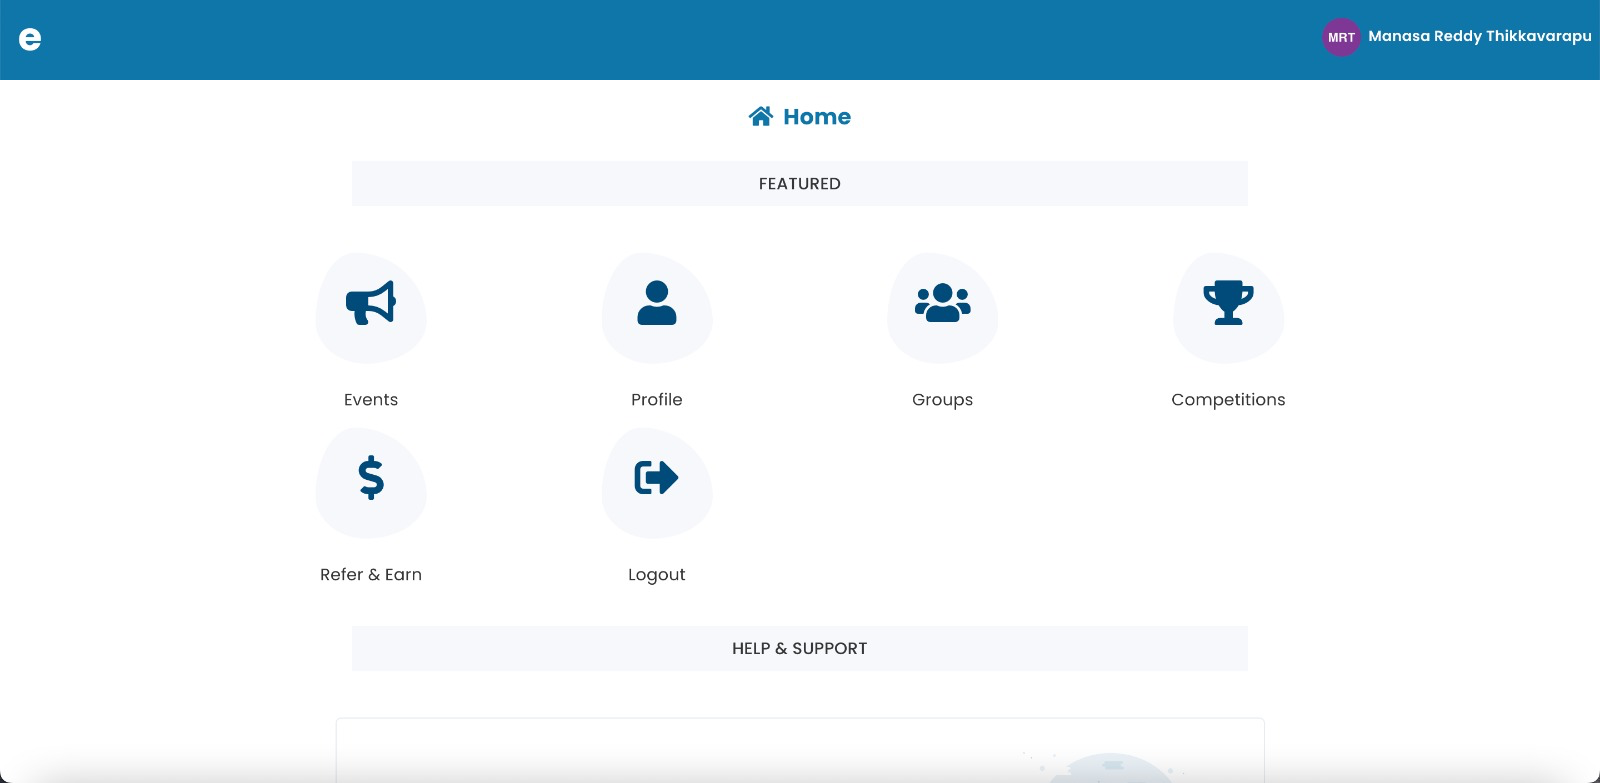 e
MRT Manasa Reddy Thikkavarapu
Home
FEATURED
Events Profile Groups Competitions
Refer & Earn Logout
HELP & SUPPORT